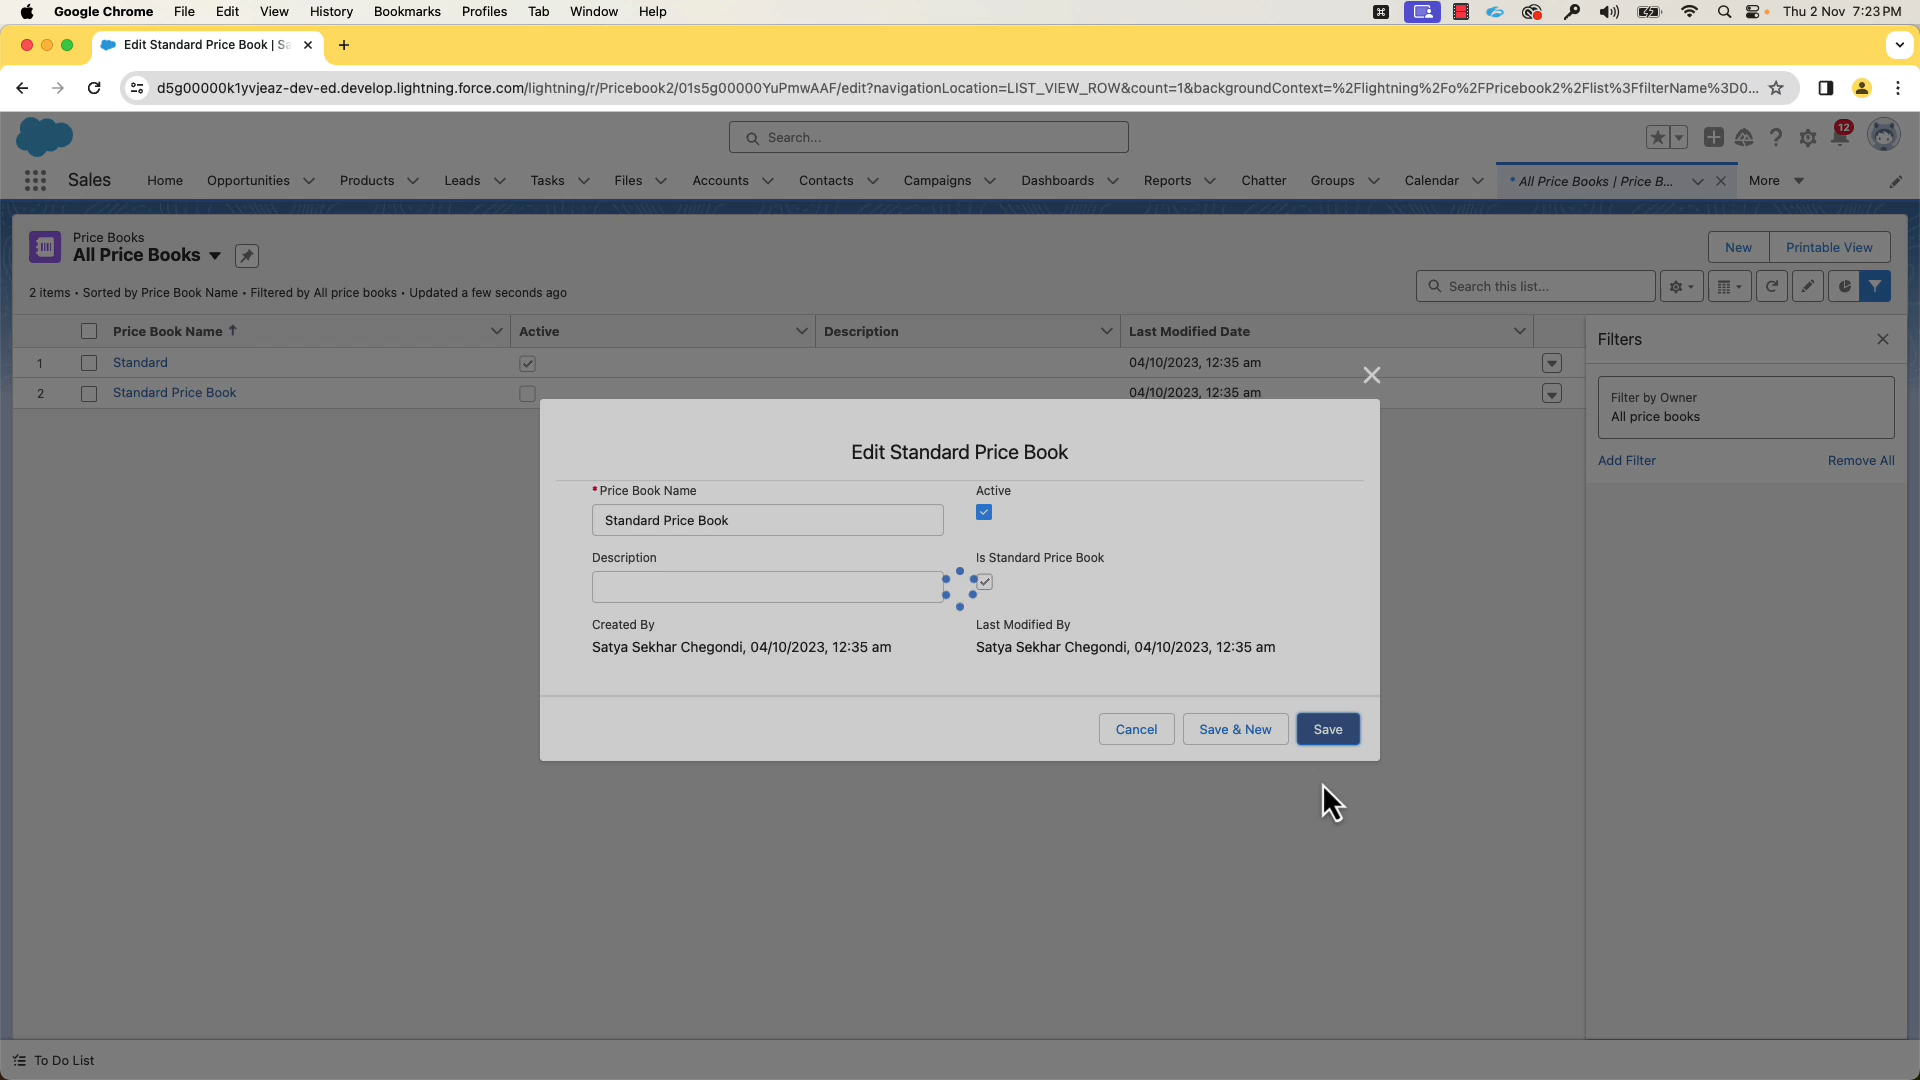 Google Chrome File Edit View History Bookmarks Profiles Tab Window Help Thu 2 Nov 7:23 PM
Edit Standard Price Book | Sa
d5g00000k1yvjeaz-dev-ed.develop.lightning.force.com/lightning/r/Pricebook2/01s5g00000YuPmwAAF/edit?navigationLocation=LIST_VIEW_ROW&count=1&backgroundContext=%2Flightning%2Fo%2FPricebook2%2Flist%3FfilterName%3D0...
Search...
12
Sales Home Opportunities Products Leads Tasks Files Accounts Contacts Campaigns Dashboards Reports Chatter Groups Calendar * All Price Books | Price B... More
Price Books
All Price Books
New Printable View
2 items • Sorted by Price Book Name • Filtered by All price books • Updated a few seconds ago
Search this list...
Price Book Name Active Description Last Modified Date
Filters
1 Standard 04/10/2023, 12:35 am
2 Standard Price Book 04/10/2023, 12:35 am
Filter by Owner
All price books
Add Filter Remove All
Edit Standard Price Book
* Price Book Name Active
Standard Price Book
Description Is Standard Price Book
Created By Last Modified By
Satya Sekhar Chegondi, 04/10/2023, 12:35 am Satya Sekhar Chegondi, 04/10/2023, 12:35 am
Cancel Save & New Save
To Do List